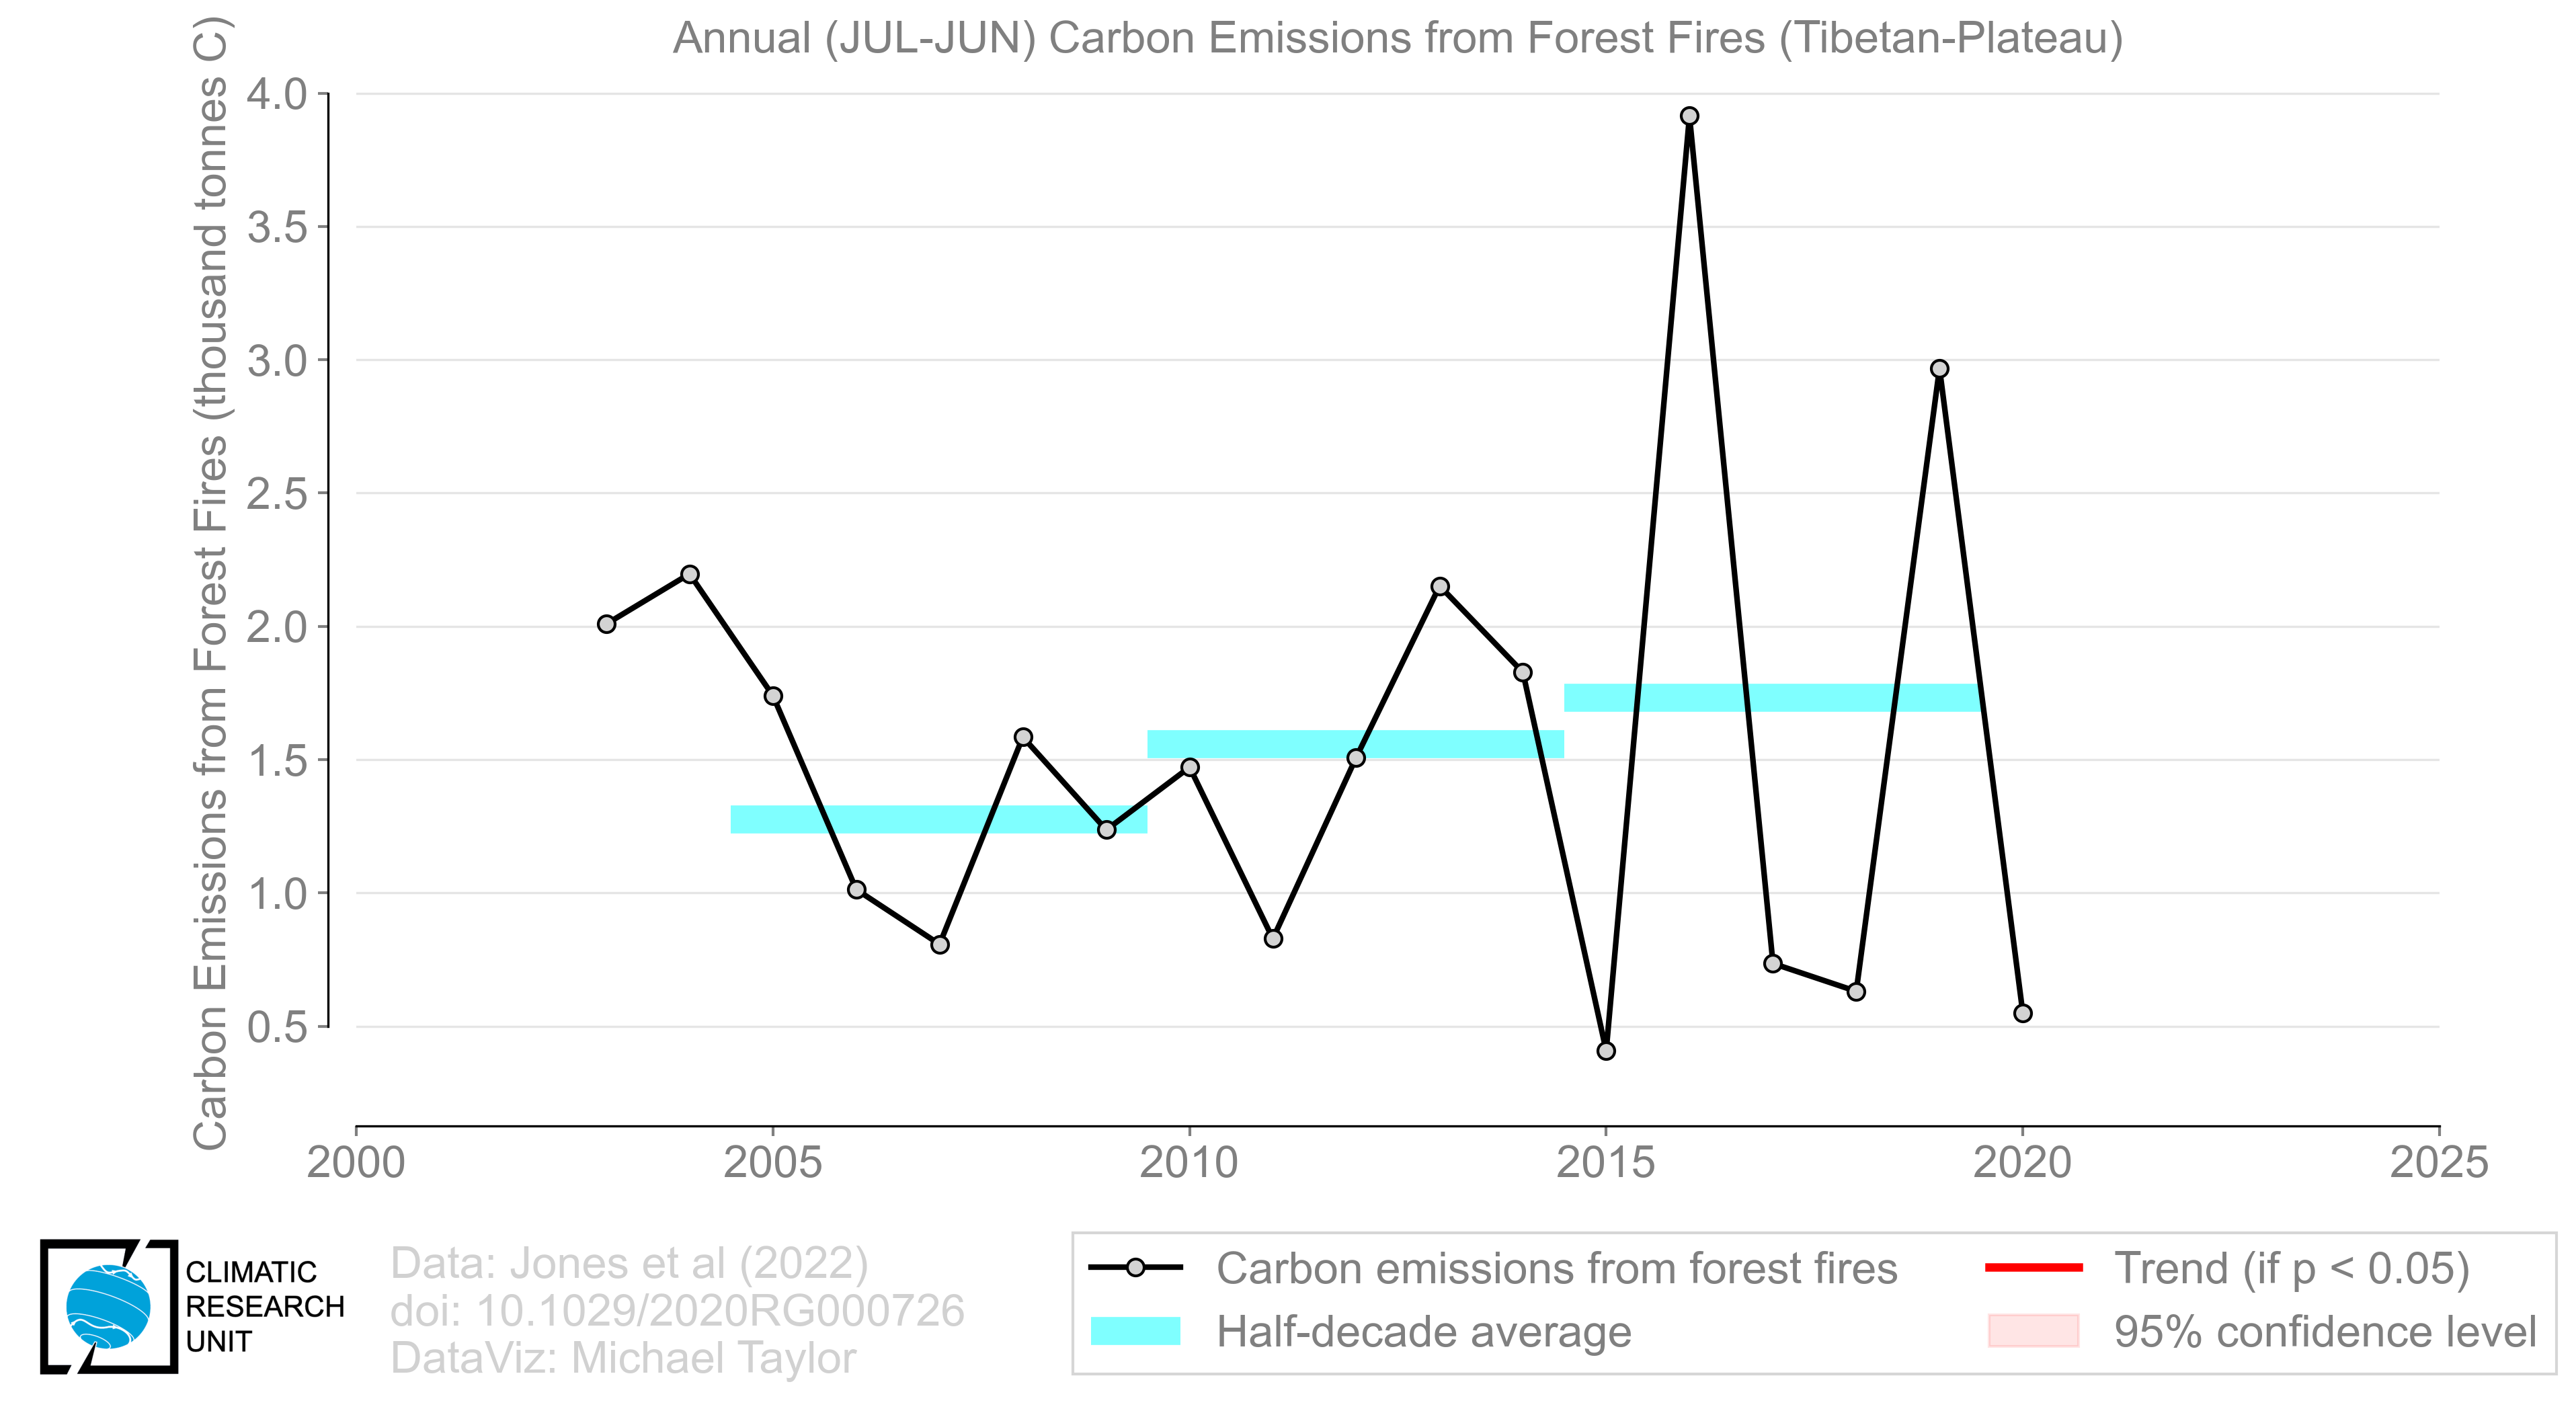 Annual (JUL-JUN) Carbon Emissions from Forest Fires (Tibetan-Plateau)
Carbon Emissions from Forest Fires (thousand tonnes C)
4.0
3.5
3.0
2.5
2.0
1.5
1.0
0.5
2000 2005 2010 2015 2020 2025
CLIMATIC
RESEARCH
UNIT
Data: Jones et al (2022)
doi: 10.1029/2020RG000726
DataViz: Michael Taylor
Carbon emissions from forest fires
Half-decade average
Trend (if p < 0.05)
95% confidence level